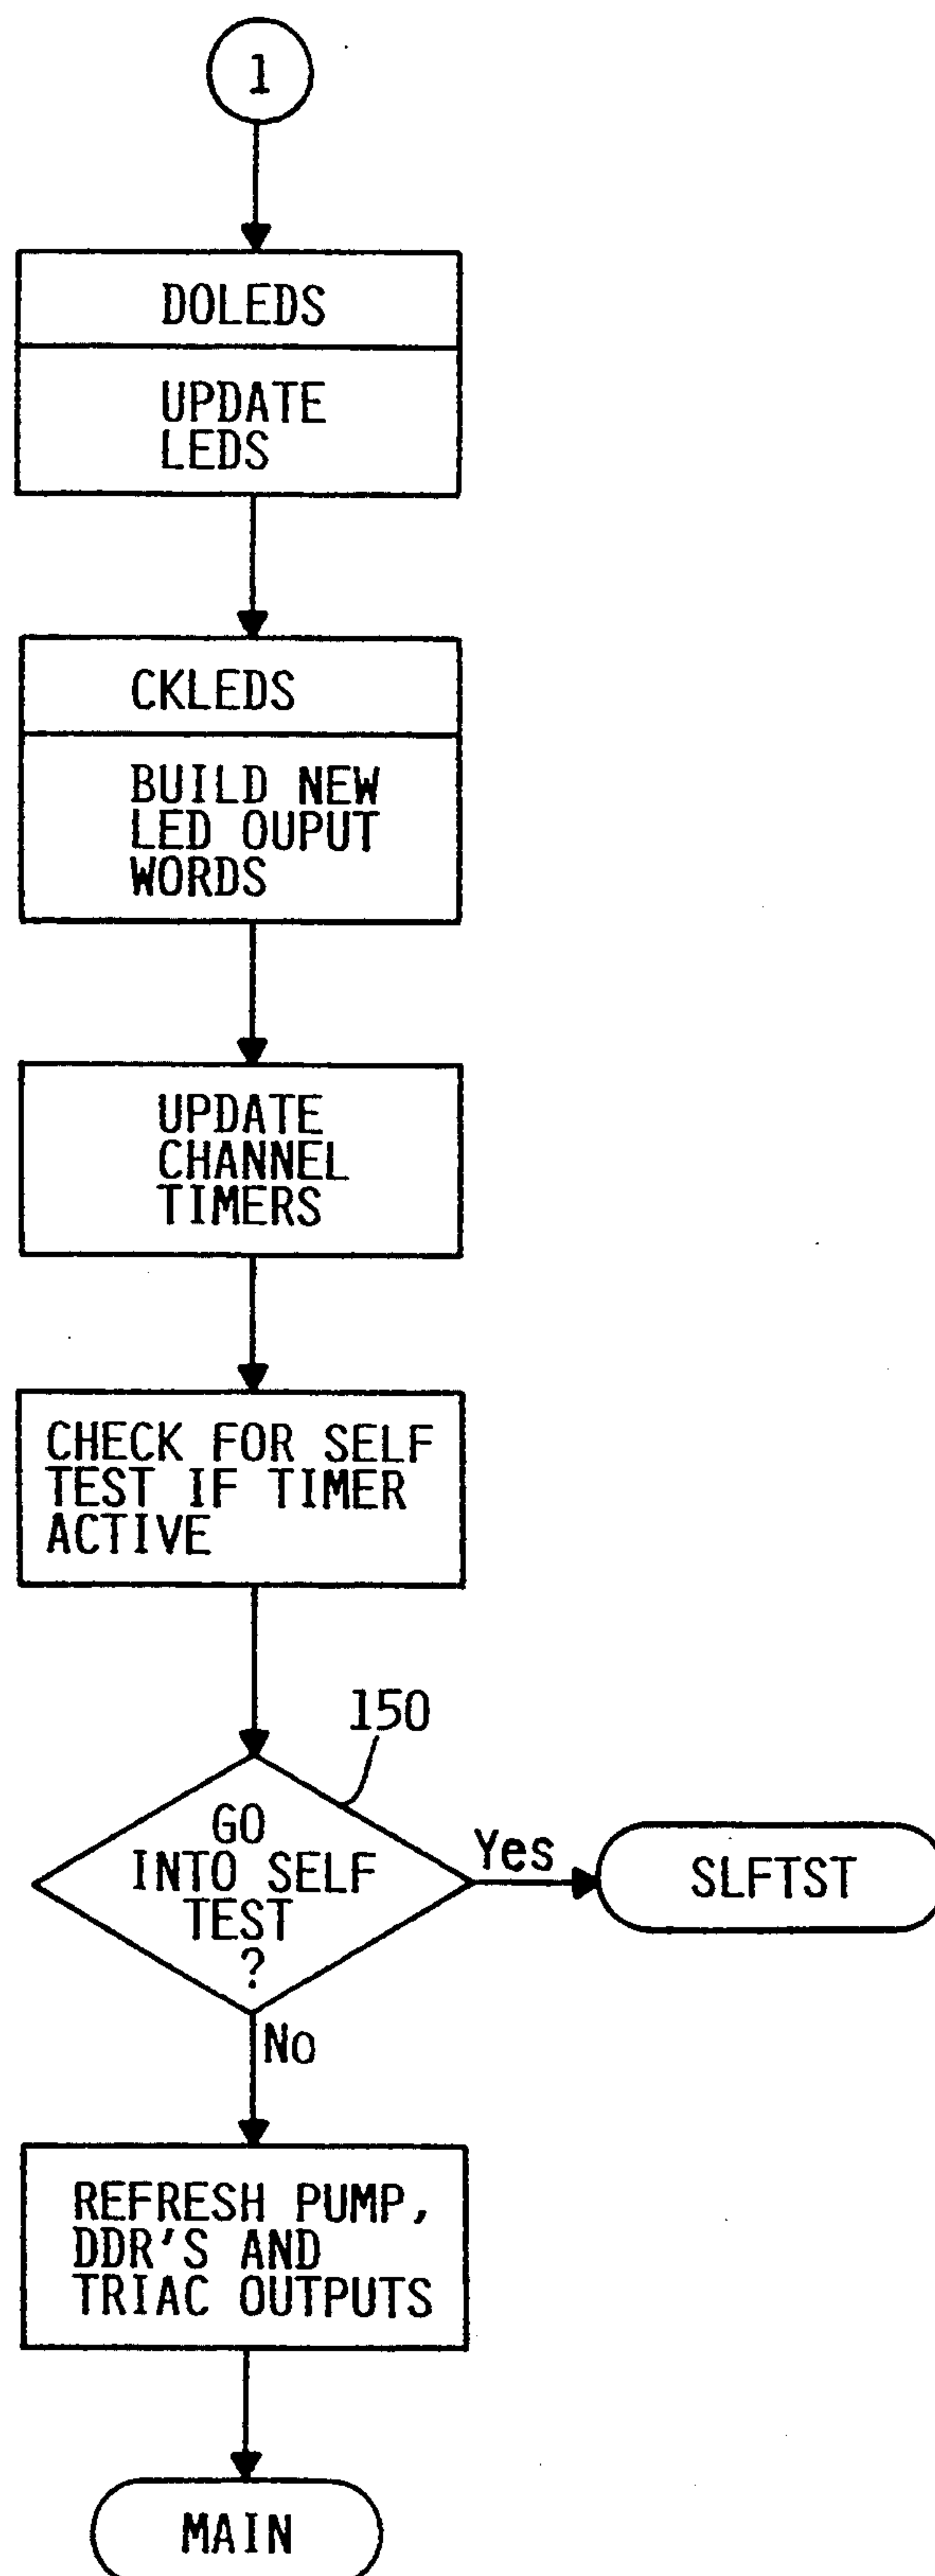 1
DOLEDS
UPDATE
LEDS
CKLEDS
BUILD NEW
LED OUPUT
WORDS
UPDATE
CHANNEL
TIMERS
CHECK FOR SELF
TEST IF TIMER
ACTIVE
150
GO
INTO SELF
TEST
?
Yes
SLFTST
No
REFRESH PUMP,
DDR'S AND
TRIAC OUTPUTS
MAIN